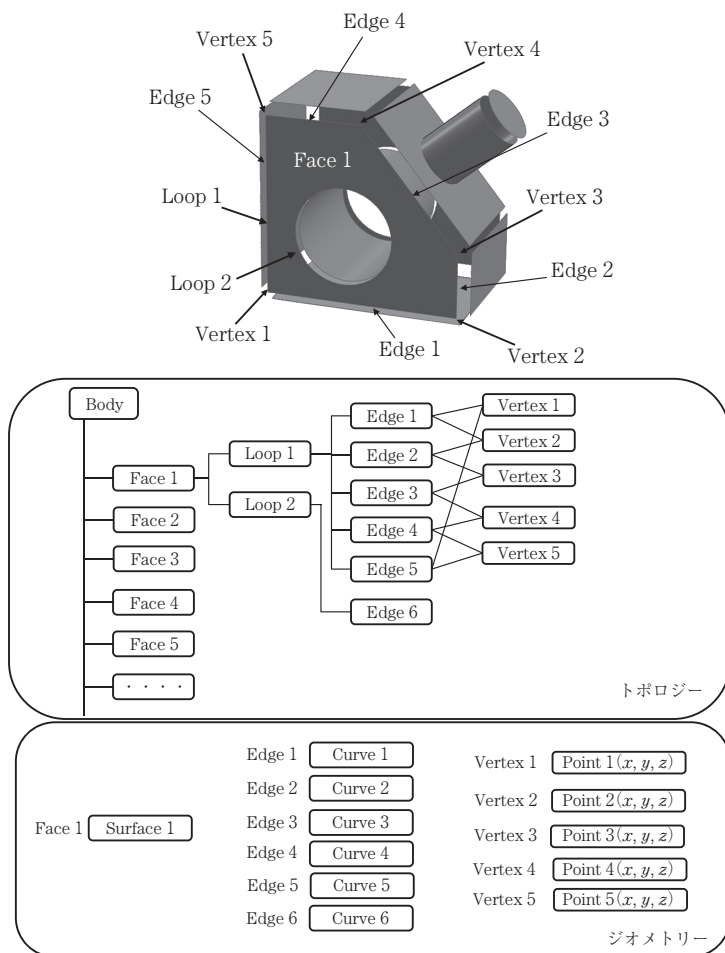 Edge 4
Vertex 5
Vertex 4
Edge 5
Edge 3
Face 1
Loop 1
Vertex 3
Loop 2
Edge 2
Vertex 1
Edge 1
Vertex 2
Body
Face 1
Face 2
Face 3
Face 4
Face 5
・・・・
Loop 1
Loop 2
Edge 1
Edge 2
Edge 3
Edge 4
Edge 5
Edge 6
Vertex 1
Vertex 2
Vertex 3
Vertex 4
Vertex 5
トポロジー
Face 1 Surface 1
Edge 1 Curve 1
Edge 2 Curve 2
Edge 3 Curve 3
Edge 4 Curve 4
Edge 5 Curve 5
Edge 6 Curve 6
Vertex 1 Point 1(x, y, z)
Vertex 2 Point 2(x, y, z)
Vertex 3 Point 3(x, y, z)
Vertex 4 Point 4(x, y, z)
Vertex 5 Point 5(x, y, z)
ジオメトリー